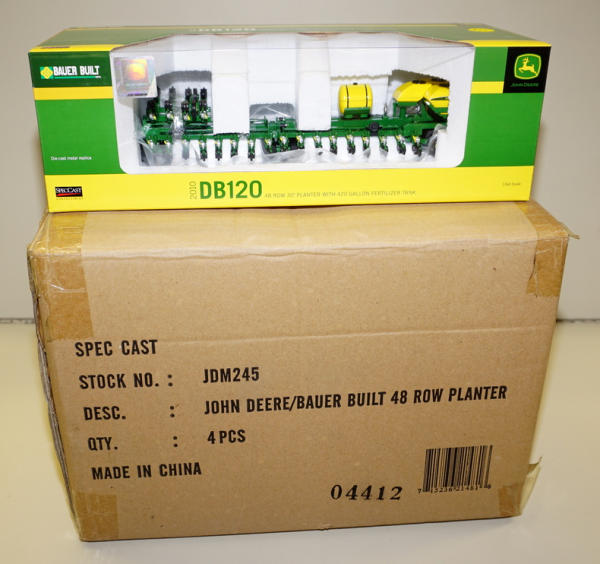 BAUER BUILT
JOHN DEERE
Die-cast metal replica
SPECCAST
2010 DB120 48 ROW 30" PLANTER WITH 420 GALLON FERTILIZER TANK
SPEC CAST
STOCK NO. : JDM245
DESC. : JOHN DEERE/BAUER BUILT 48 ROW PLANTER
QTY. : 4 PCS
MADE IN CHINA
04412